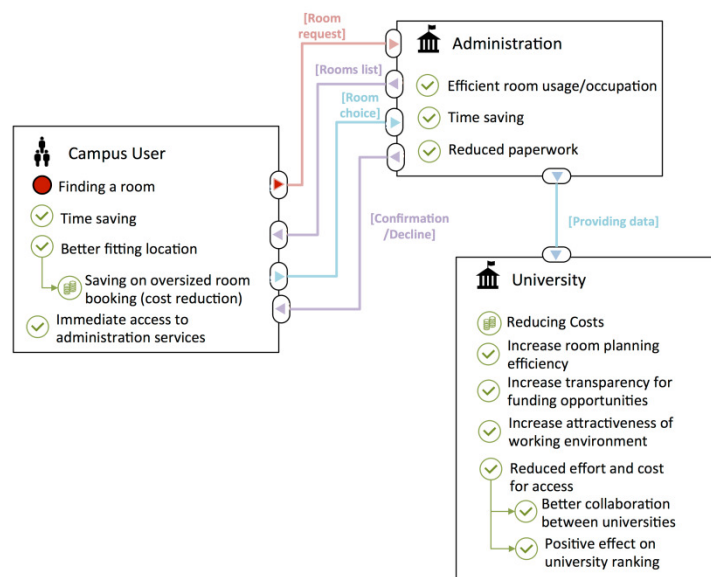 [Room
request]
Administration
[Rooms list]
Efficient room usage/occupation
[Room
choice]
Time saving
Reduced paperwork
Campus User
Finding a room
Time saving
[Confirmation
/Decline]
[Providing data]
Better fitting location
Saving on oversized room
booking (cost reduction)
Immediate access to
administration services
University
Reducing Costs
Increase room planning
efficiency
Increase transparency for
funding opportunities
Increase attractiveness of
working environment
Reduced effort and cost
for access
Better collaboration
between universities
Positive effect on
university ranking